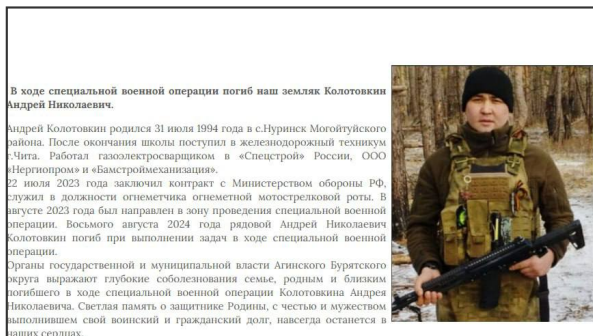 В ходе специальной военной операции погиб наш земляк Колотовкин
Андрей Николаевич.
Андрей Колотовкин родился 31 июля 1994 года в с.Нуринск Могойтуйского
района. После окончания школы поступил в железнодорожный техникум
г.Чита. Работал газоэлектросварщиком в «Спецстрой» России, ООО
«Нергиопром» и «Бамстроймеханизация».
22 июля 2023 года заключил контракт с Министерством обороны РФ,
служил в должности огнеметчика огнеметной мотострелковой роты. В
августе 2023 года был направлен в зону проведения специальной военной
операции. Восьмого августа 2024 года рядовой Андрей Николаевич
Колотовкин погиб при выполнении задач в ходе специальной военной
операции.
Органы государственной и муниципальной власти Агинского Бурятского
округа выражают глубокие соболезнования семье, родным и близким
погибшего в ходе специальной военной операции Колотовкина Андрея
Николаевича. Светлая память о защитнике Родины, с честью и мужеством
выполнившем свой воинский и гражданский долг, навсегда останется в
наших сердцах.